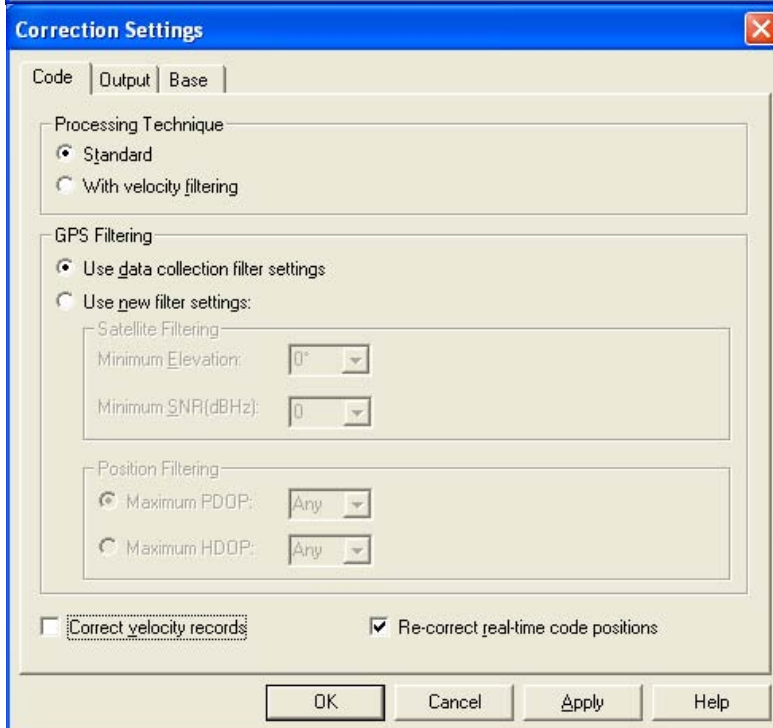 Correction Settings
Code Output Base
Processing Technique
Standard
With velocity filtering
GPS Filtering
Use data collection filter settings
Use new filter settings:
Satellite Filtering
Minimum Elevation: 0°
Minimum SNR(dBHz): 0
Position Filtering
Maximum PDOP: Any
Maximum HDOP: Any
Correct velocity records Re-correct real-time code positions
OK Cancel Apply Help